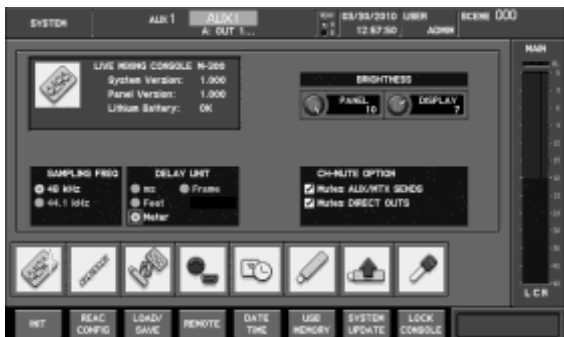 SYSTEM
AUX 1
AUX1
A: OUT 1...
03/30/2010 USER
12:57:50 ADMIN
SCENE 000
MAIN
LIVE MIXING CONSOLE M-300
System Version: 1.000
Panel Version: 1.000
Lithium Battery: OK
BRIGHTNESS
PANEL 10
DISPLAY 7
SAMPLING FREQ
48 kHz
44.1 kHz
DELAY UNIT
ms Frame
Feet
Meter
CH-MUTE OPTION
Mutes AUX/MTX SENDS
Mutes DIRECT OUTS
L C R
INIT
REAC CONFIG
LOAD/ SAVE
REMOTE
DATE TIME
USB MEMORY
SYSTEM UPDATE
LOCK CONSOLE